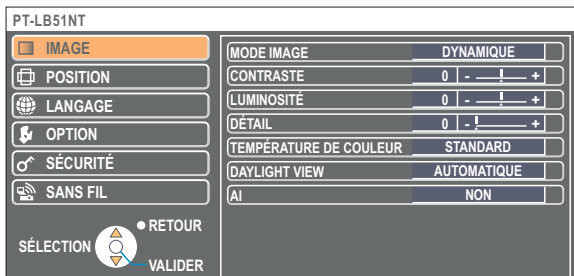 PT-LB51NT
IMAGE
POSITION
LANGAGE
OPTION
SÉCURITÉ
SANS FIL
RETOUR
SÉLECTION
VALIDER
MODE IMAGE DYNAMIQUE
CONTRASTE 0 - +
LUMINOSITÉ 0 - +
DÉTAIL 0 - +
TEMPÉRATURE DE COULEUR STANDARD
DAYLIGHT VIEW AUTOMATIQUE
AI NON